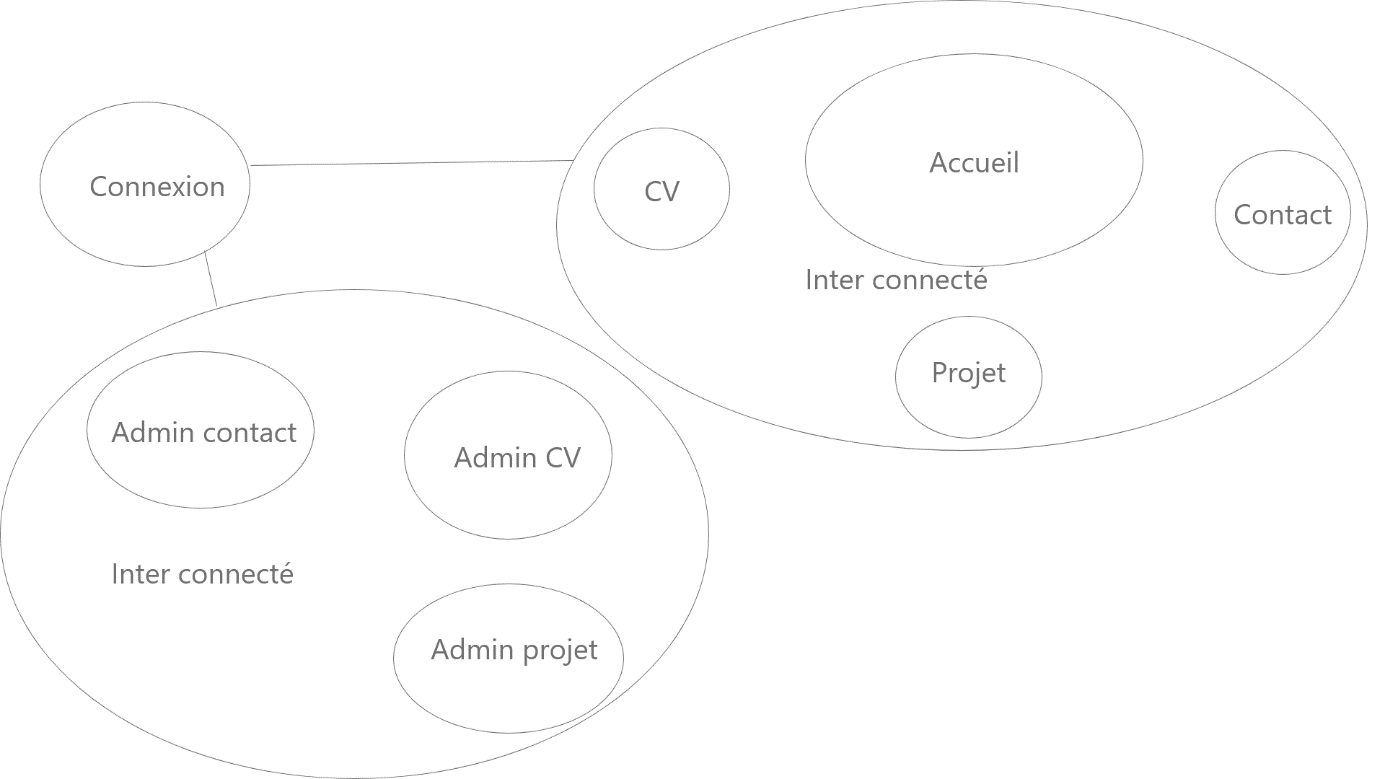 Connexion
CV
Accueil
Contact
Inter connecté
Projet
Admin contact
Admin CV
Inter connecté
Admin projet